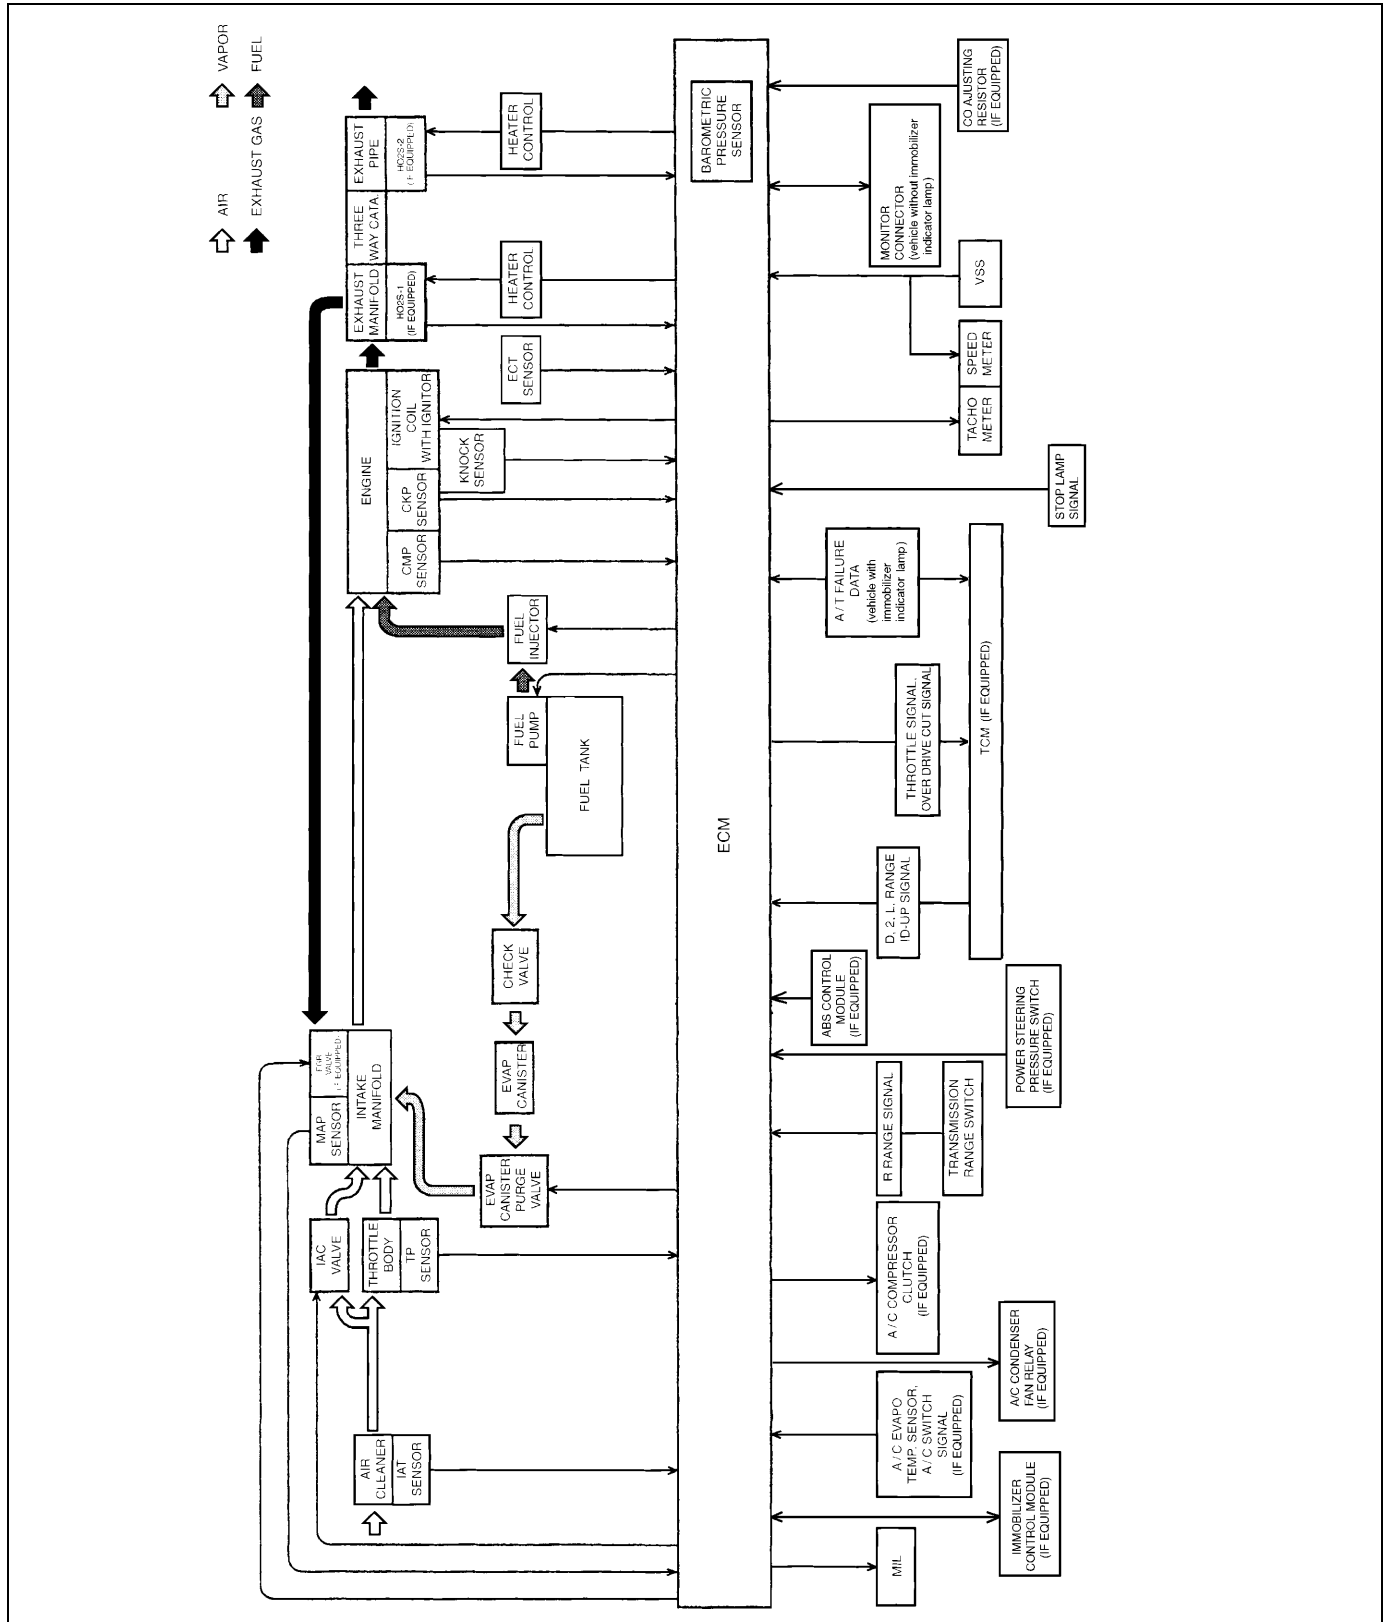 AIR
VAPOR
EXHAUST GAS
FUEL
EXHAUST
PIPE
HO2S-2
(IF EQUIPPED)
THREE
WAY CATA.
EXHAUST
MANIFOLD
HO2S-1
(IF EQUIPPED)
HEATER
CONTROL
HEATER
CONTROL
ECT
SENSOR
ENGINE
IGNITION
COIL
WITH IGNITOR
KNOCK
SENSOR
CKP
SENSOR
CMP
SENSOR
FUEL
INJECTOR
FUEL
PUMP
FUEL TANK
CHECK
VALVE
EVAP
CANISTER
EVAP
CANISTER
PURGE
VALVE
EGR
VALVE
(IF EQUIPPED)
MAP
SENSOR
INTAKE
MANIFOLD
IAC
VALVE
THROTTLE
BODY
TP
SENSOR
AIR
CLEANER
IAT
SENSOR
ECM
BAROMETRIC
PRESSURE
SENSOR
CO AJUSTING
RESISTOR
(IF EQUIPPED)
MONITOR
CONNECTOR
(vehicle without immobilizer
indicator lamp)
VSS
SPEED
METER
TACHO
METER
STOP LAMP
SIGNAL
A/T FAILURE
DATA
(vehicle with
immobilizer
indicator lamp)
THROTTLE SIGNAL.
OVER DRIVE CUT SIGNAL
TCM (IF EQUIPPED)
D, 2, L, RANGE
ID-UP SIGNAL
ABS CONTROL
MODULE
(IF EQUIPPED)
POWER STEERING
PRESSURE SWITCH
(IF EQUIPPED)
R RANGE SIGNAL
TRANSMISSION
RANGE SWITCH
A/C COMPRESSOR
CLUTCH
(IF EQUIPPED)
A/C CONDENSER
FAN RELAY
(IF EQUIPPED)
A/C EVAPO
TEMP. SENSOR,
A/C SWITCH
SIGNAL
(IF EQUIPPED)
IMMOBILIZER
CONTROL MODULE
(IF EQUIPPED)
MIL